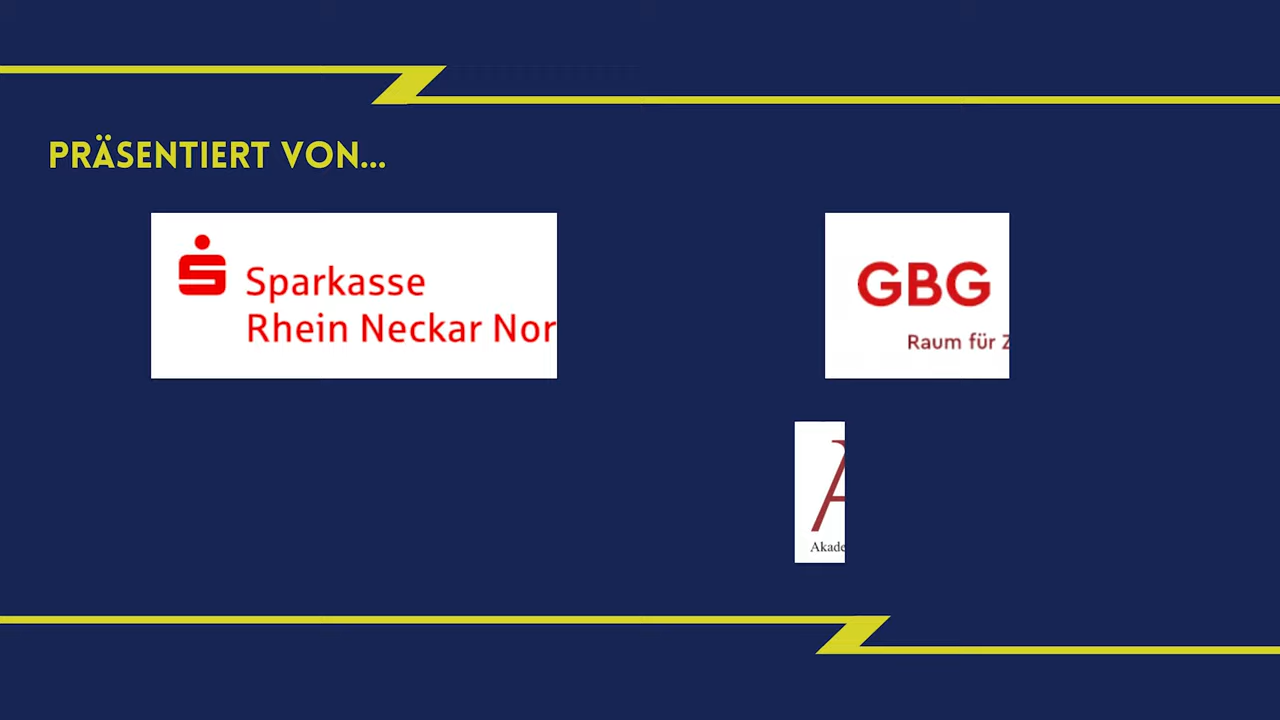 PRÄSENTIERT VON...
Sparkasse
Rhein Neckar Nor
GBG
Raum für Z
A
Akade